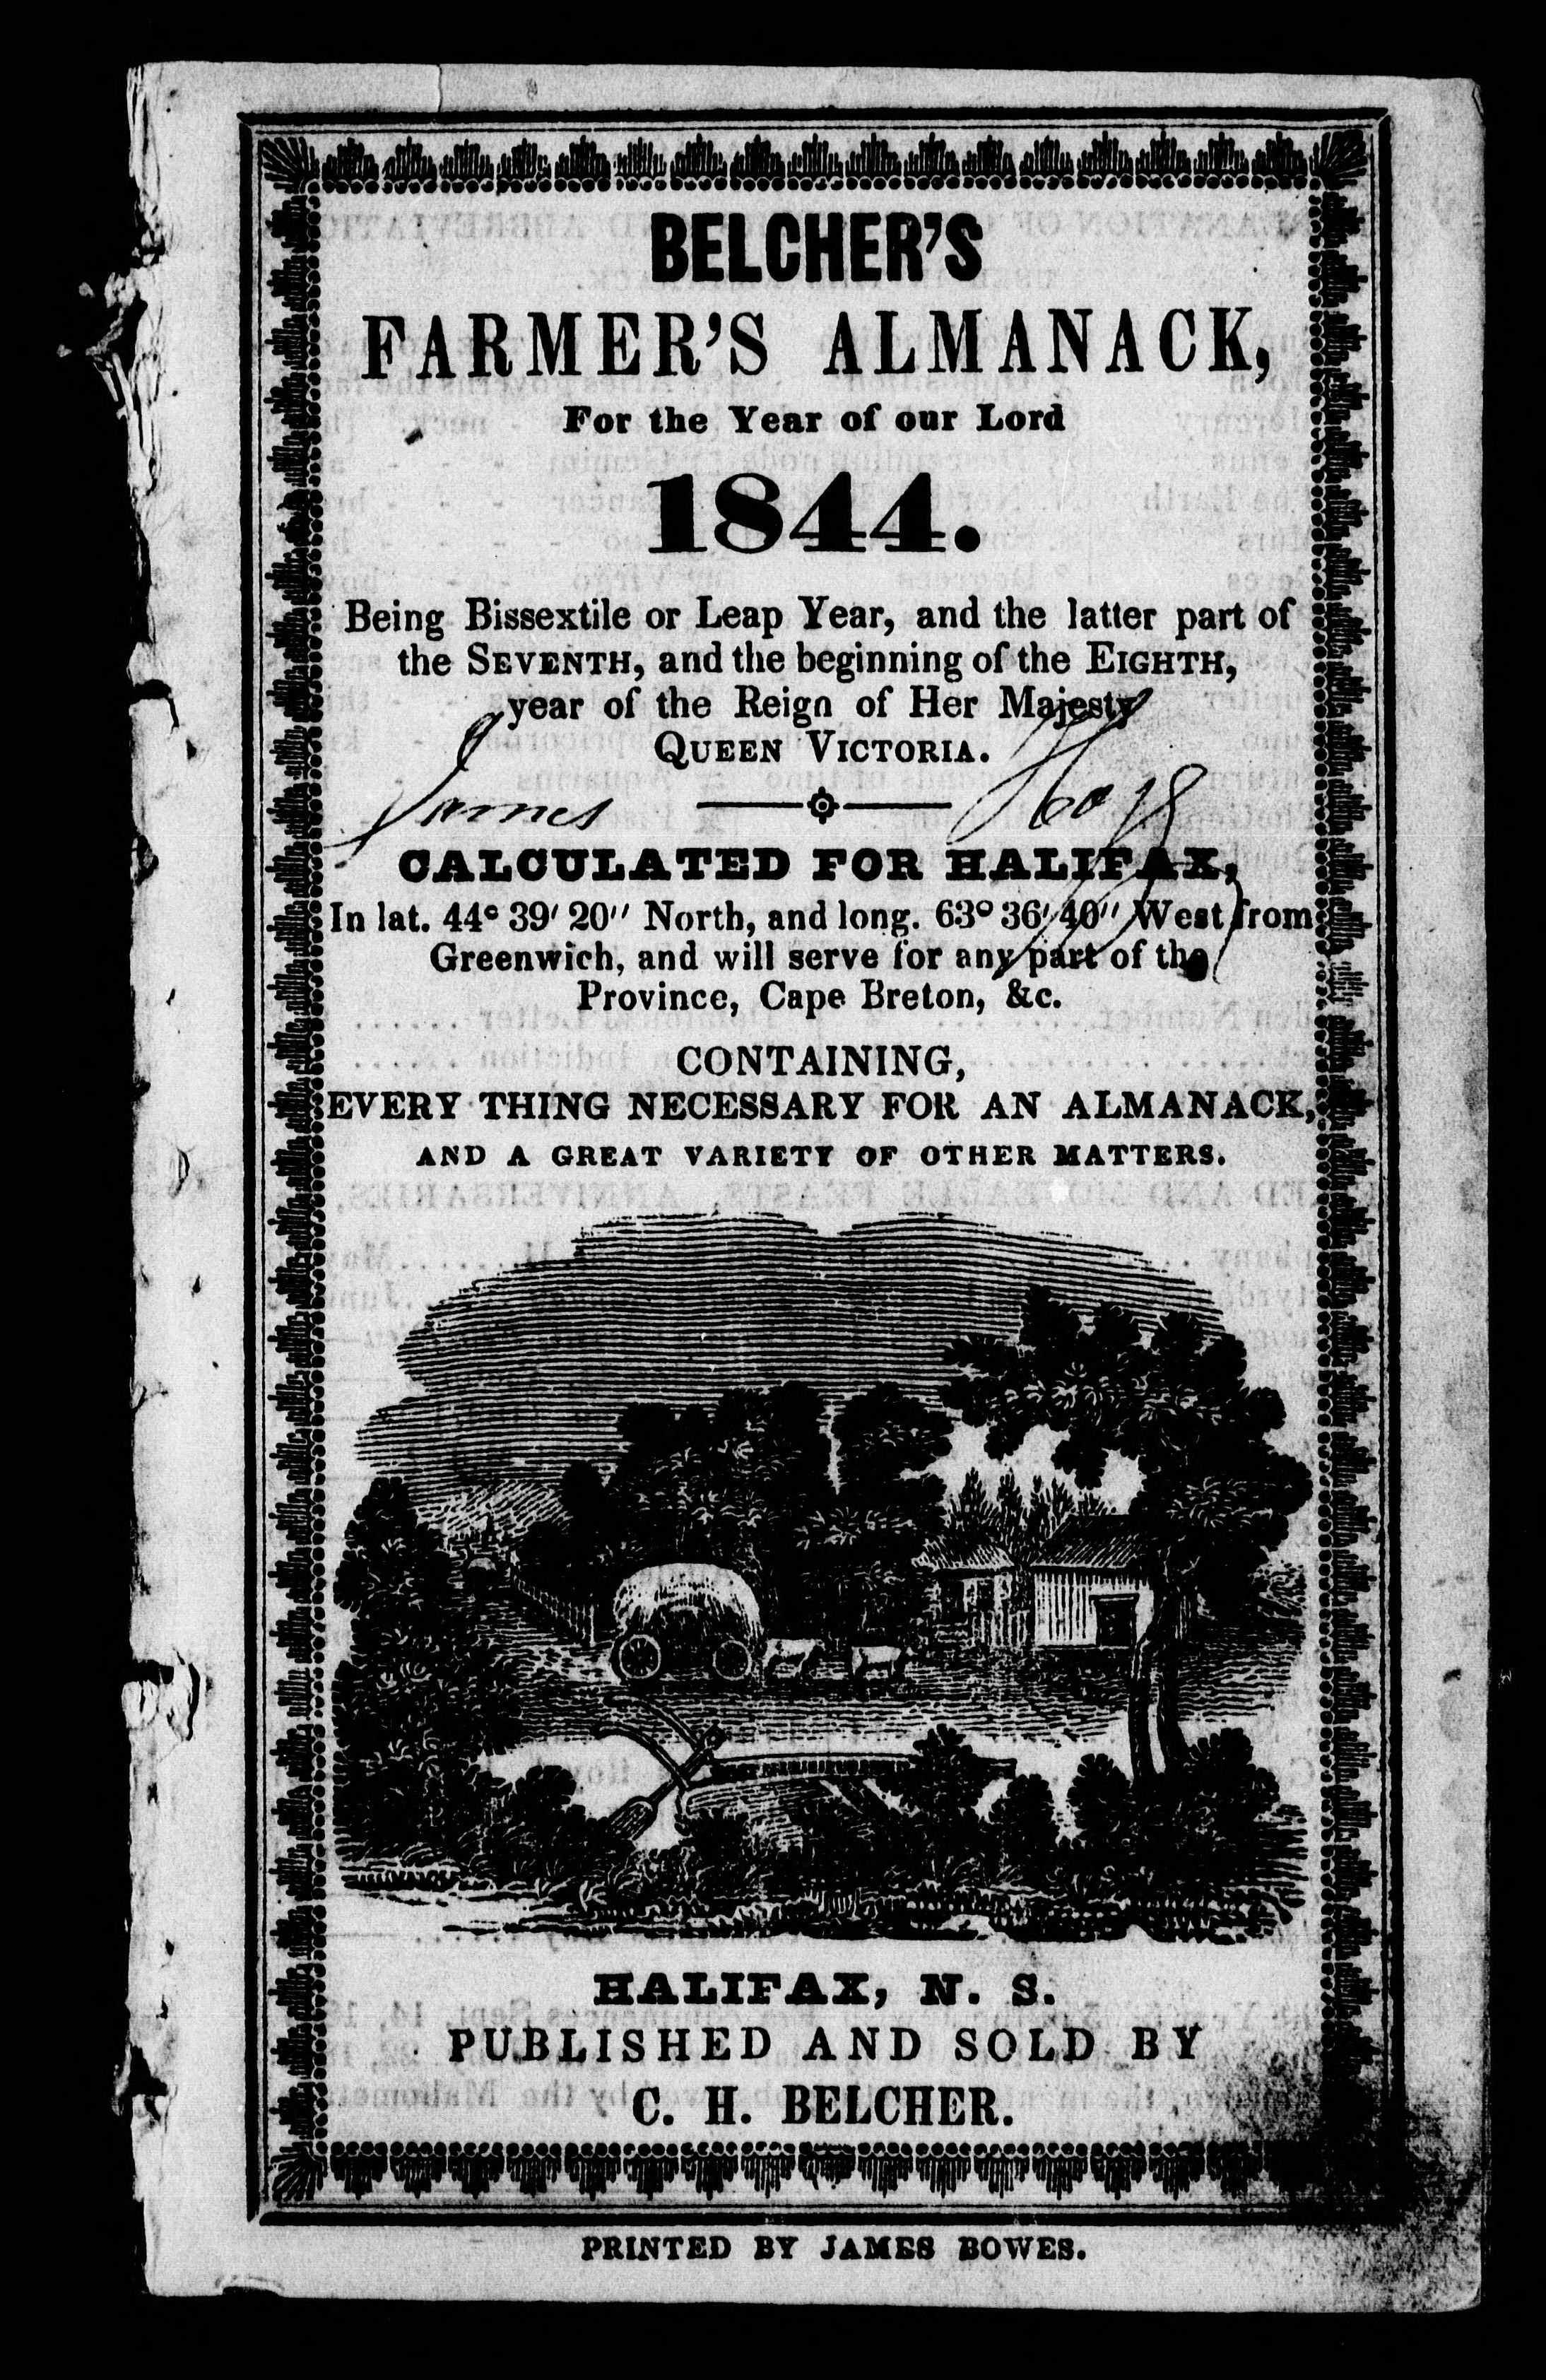 BELCHER'S
FARMER'S ALMANACK,
For the Year of our Lord
1844.
Being Bissextile or Leap Year, and the latter part of
the SEVENTH, and the beginning of the EIGHTH,
year of the Reign of Her Majesty
QUEEN VICTORIA.
James
CALCULATED FOR HALIFAX,
In lat. 44° 39′ 20″ North, and long. 63° 36′ 40″ West from
Greenwich, and will serve for any part of the
Province, Cape Breton, &c.
CONTAINING,
EVERY THING NECESSARY FOR AN ALMANACK,
AND A GREAT VARIETY OF OTHER MATTERS.
HALIFAX, N. S.
PUBLISHED AND SOLD BY
C. H. BELCHER.
PRINTED BY JAMES BOWES.